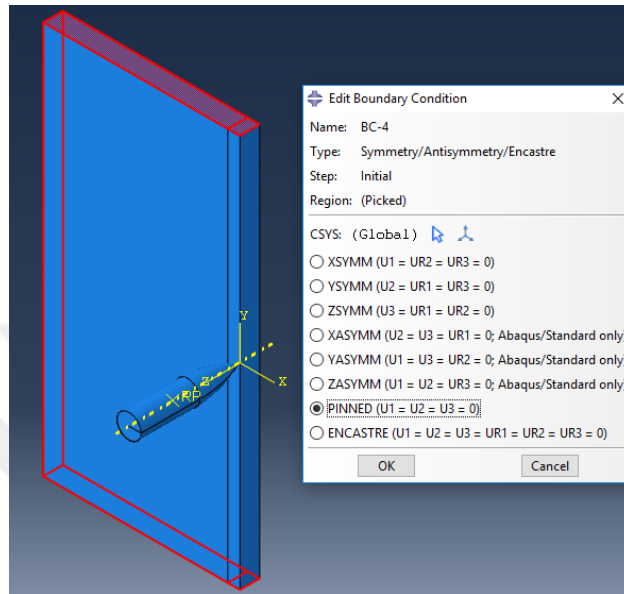 Edit Boundary Condition
Name: BC-4
Type: Symmetry/Antisymmetry/Encastre
Step: Initial
Region: (Picked)
CSYS: (Global)
XSYMM (U1 = UR2 = UR3 = 0)
YSYMM (U2 = UR1 = UR3 = 0)
ZSYMM (U3 = UR1 = UR2 = 0)
XASYMM (U2 = U3 = UR1 = 0; Abaqus/Standard only)
YASYMM (U1 = U3 = UR2 = 0; Abaqus/Standard only)
ZASYMM (U1 = U2 = UR3 = 0; Abaqus/Standard only)
PINNED (U1 = U2 = U3 = 0)
ENCASTRE (U1 = U2 = U3 = UR1 = UR2 = UR3 = 0)
OK Cancel
Y
X
Z
RP